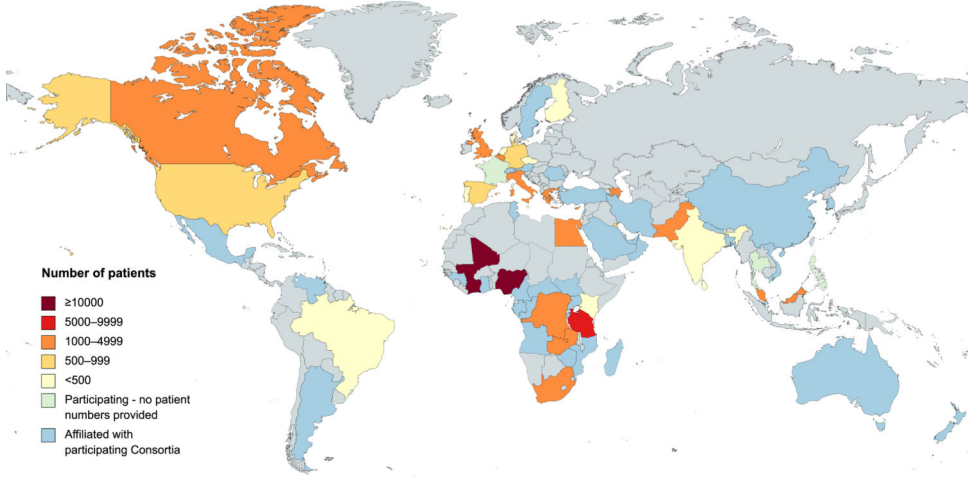 Number of patients
≥10000
5000–9999
1000–4999
500–999
<500
Participating - no patient
numbers provided
Affiliated with
participating Consortia